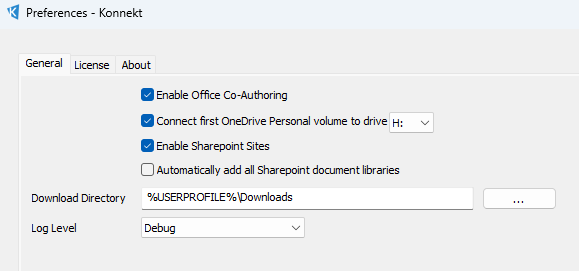 Preferences - Konnekt
General License About
Enable Office Co-Authoring
Connect first OneDrive Personal volume to drive H:
Enable Sharepoint Sites
Automatically add all Sharepoint document libraries
Download Directory %USERPROFILE%\Downloads ...
Log Level Debug